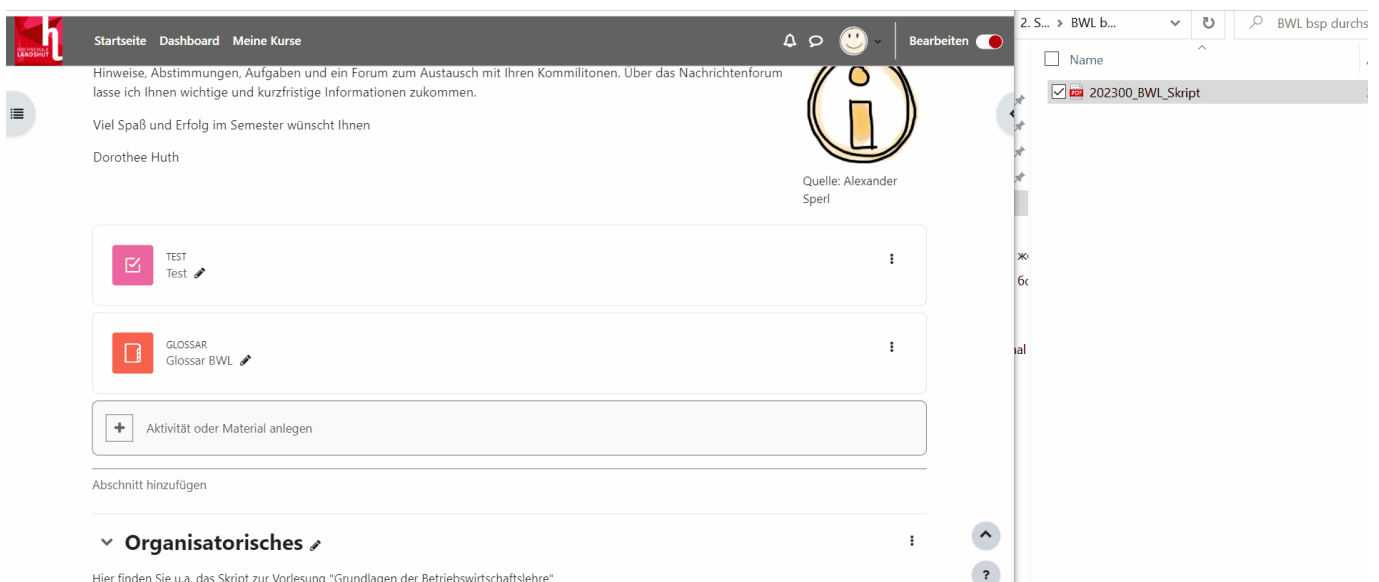 HOCHSCHULE
LANDSHUT
Startseite Dashboard Meine Kurse
Bearbeiten
Hinweise, Abstimmungen, Aufgaben und ein Forum zum Austausch mit Ihren Kommilitonen. Über das Nachrichtenforum
lasse ich Ihnen wichtige und kurzfristige Informationen zukommen.
Viel Spaß und Erfolg im Semester wünscht Ihnen
Dorothee Huth
Quelle: Alexander
Sperl
TEST
Test
GLOSSAR
Glossar BWL
+ Aktivität oder Material anlegen
Abschnitt hinzufügen
Organisatorisches
Hier finden Sie u.a. das Skript zur Vorlesung "Grundlagen der Betriebswirtschaftslehre"
?
2. S... > BWL b...
BWL bsp durchs
Name
PDF 202300_BWL_Skript